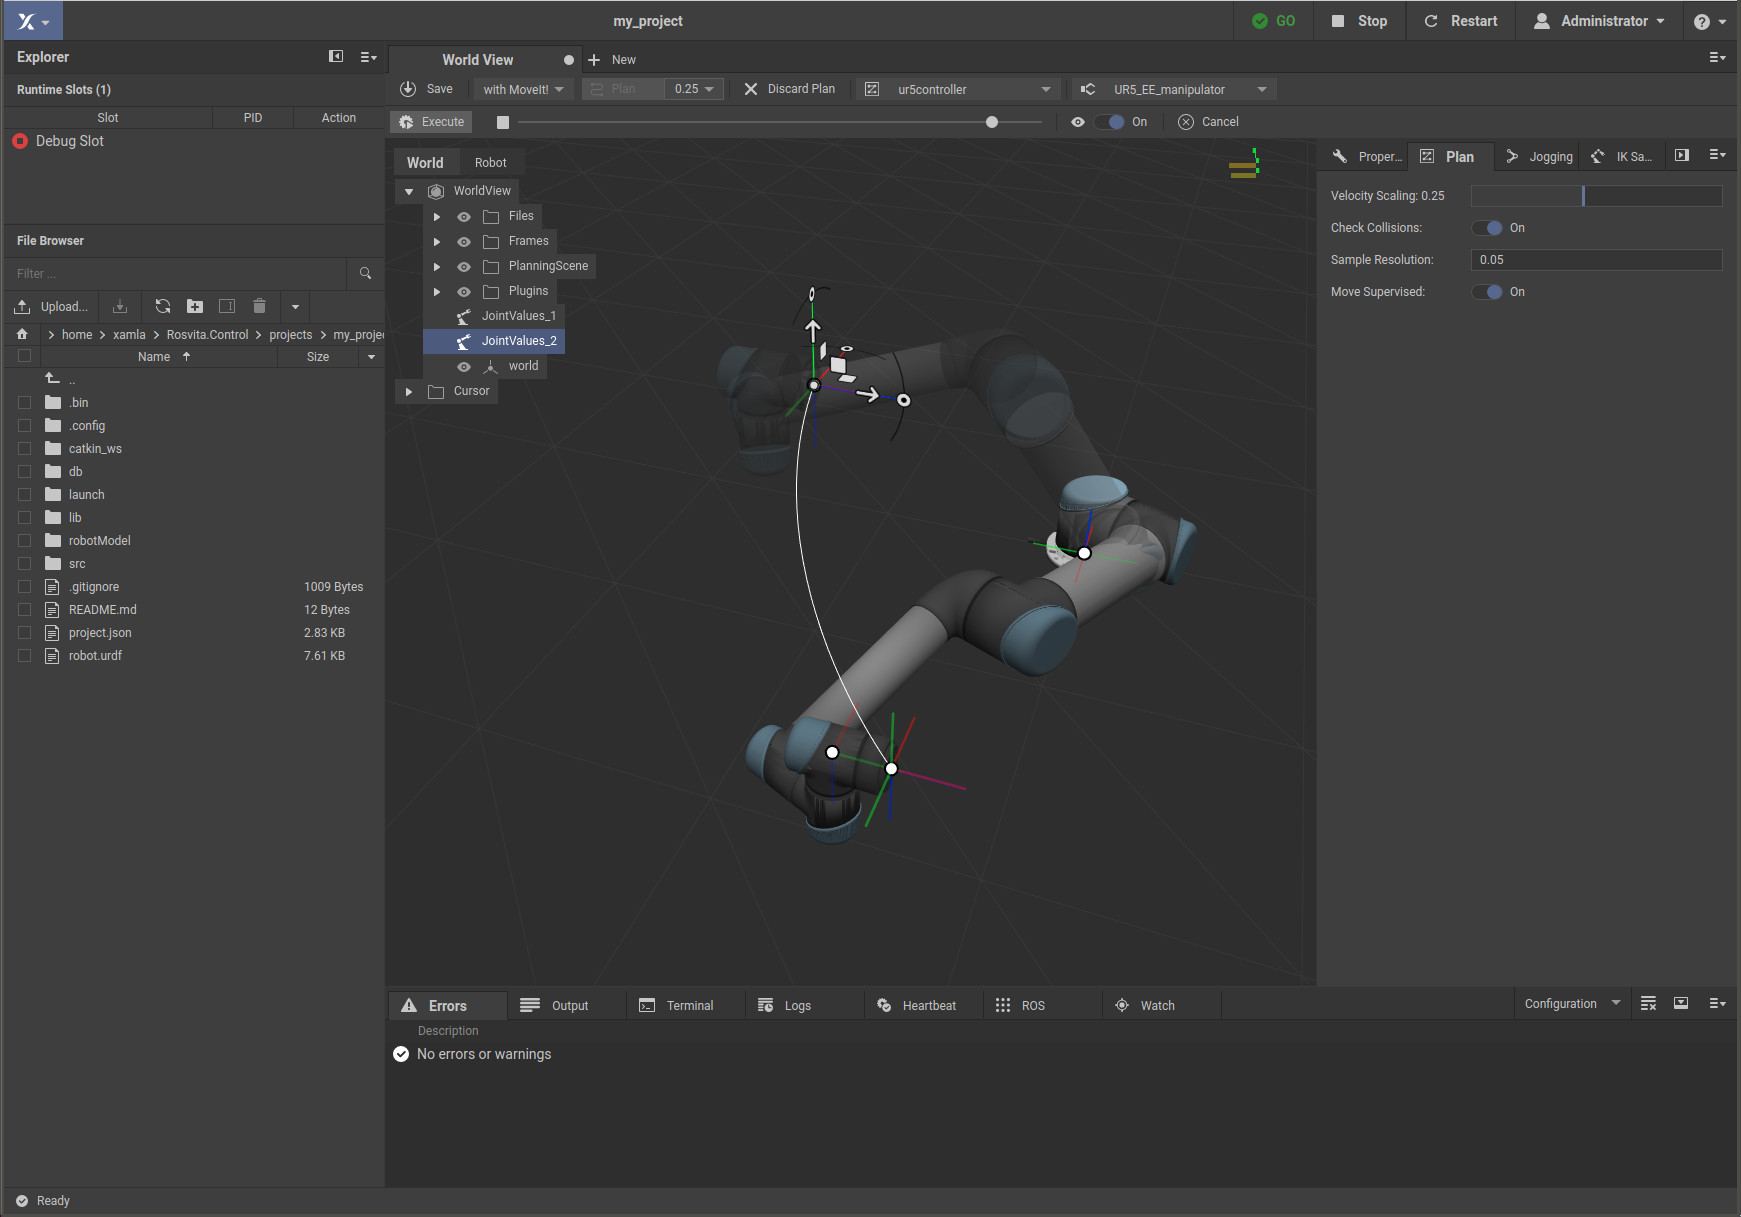 my_project
GO
Stop
Restart
Administrator
Explorer
World View
New
Runtime Slots (1)
Save
with MoveIt!
Plan
0.25
Discard Plan
ur5controller
UR5_EE_manipulator
Slot
PID
Action
Execute
On
Cancel
Debug Slot
World
Robot
Proper...
Plan
Jogging
IK Sa...
WorldView
Files
Frames
PlanningScene
Plugins
JointValues_1
JointValues_2
world
Cursor
Velocity Scaling: 0.25
Check Collisions:
On
Sample Resolution:
0.05
Move Supervised:
On
File Browser
Filter ...
Upload...
home
xamla
Rosvita.Control
projects
my_projec
Name
Size
..
.bin
.config
catkin_ws
db
launch
lib
robotModel
src
.gitignore
1009 Bytes
README.md
12 Bytes
project.json
2.83 KB
robot.urdf
7.61 KB
Errors
Output
Terminal
Logs
Heartbeat
ROS
Watch
Configuration
Description
No errors or warnings
Ready